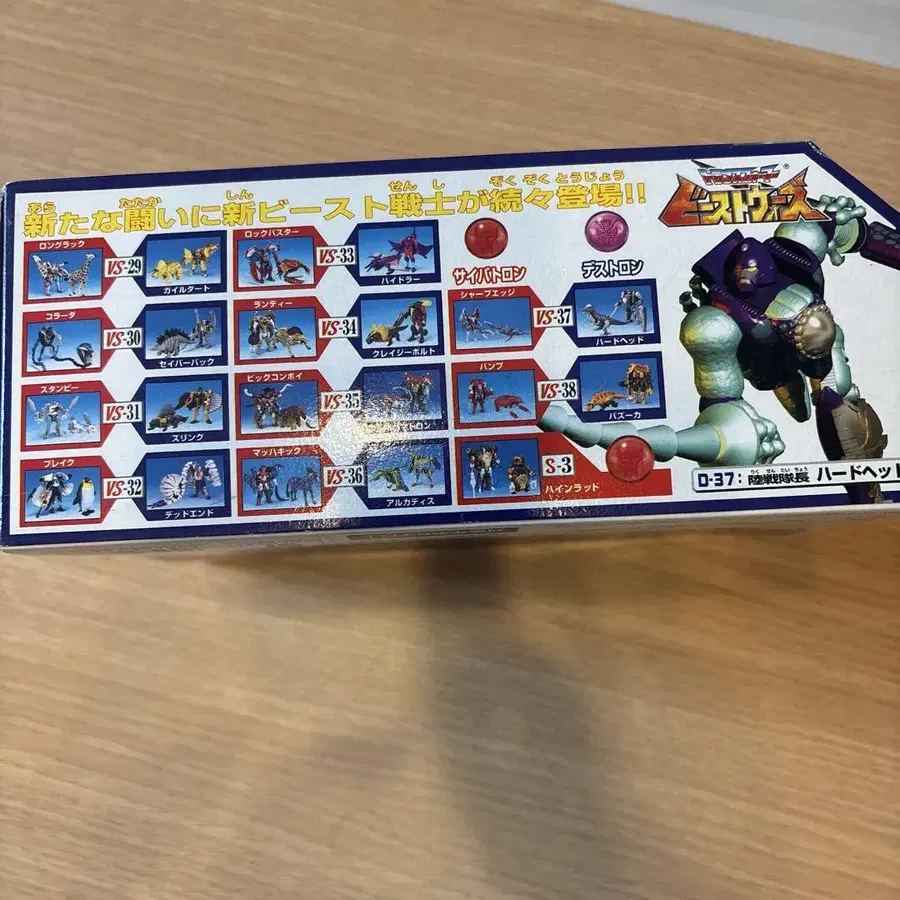 あら たたか しん せん し ぞく ぞく とうじょう
新たな闘いに新ビースト戦士が続々登場!!
ロングラック VS-29 ガイルダート
コラーダ VS-30 セイバーバック
スタンピー VS-31 スリング
ブレイク VS-32 デッドエンド
ロックバスター VS-33 ハイドラー
ランディー VS-34 クレイジーボルト
ビッグコンボイ VS-35
マッハキック VS-36 アルカディス
サイバトロン デストロン
シャープエッジ VS-37 ハードヘッド
バンプ VS-38 バズーカ
S-3 ハインラッド
ビーストウォーズ
®
りく せん たい ちょう
D-37: 陸戦隊長 ハードヘッ